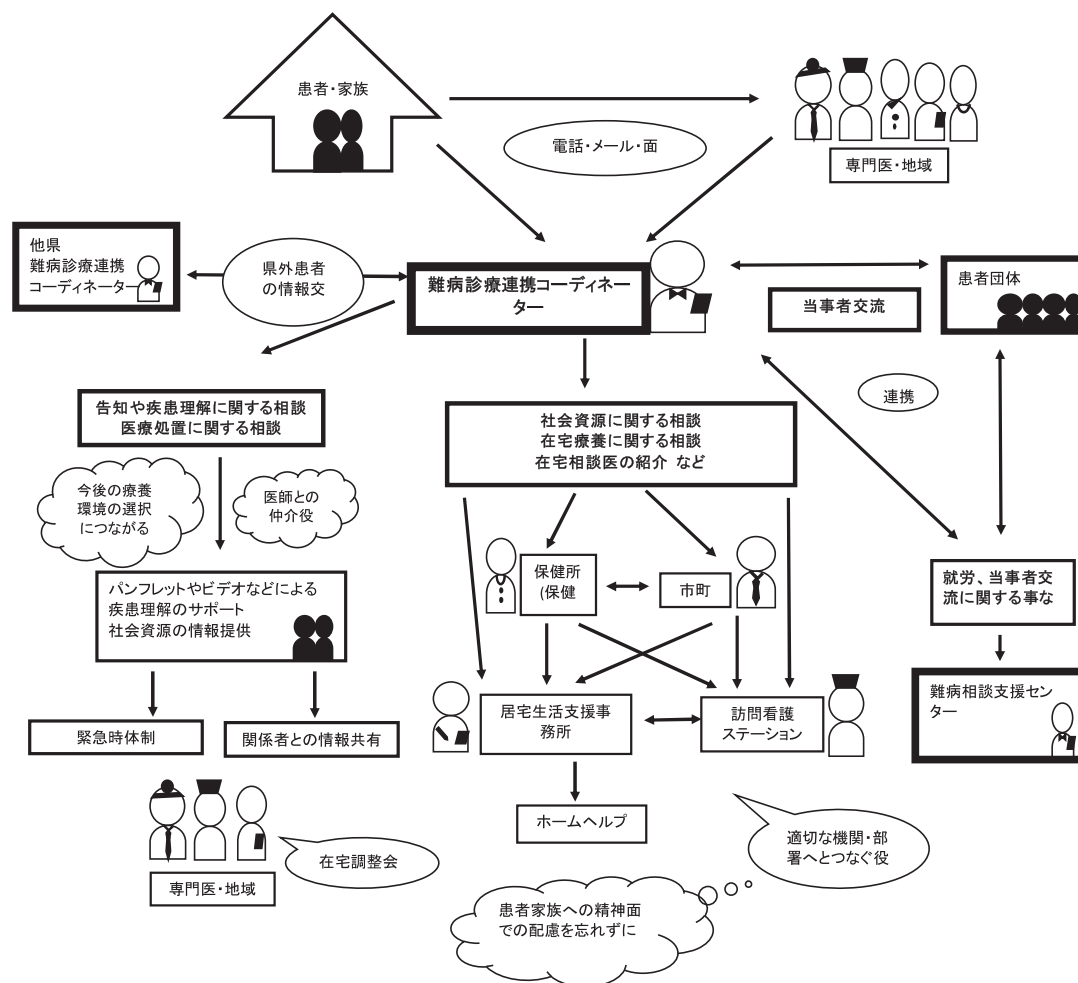 患者・家族
電話・メール・面
専門医・地域
他県
難病診療連携
コーディネーター
県外患者
の情報交
難病診療連携コーディネー
ター
当事者交流
患者団体
連携
告知や疾患理解に関する相談
医療処置に関する相談
社会資源に関する相談
在宅療養に関する相談
在宅相談医の紹介 など
今後の療養
環境の選択
につながる
医師との
仲介役
保健所
(保健
市町
就労、当事者交
流に関する事な
パンフレットやビデオなどによる
疾患理解のサポート
社会資源の情報提供
居宅生活支援事
務所
訪問看護
ステーション
難病相談支援セン
ター
緊急時体制
関係者との情報共有
ホームヘルプ
適切な機関・部
署へとつなぐ役
在宅調整会
専門医・地域
患者家族への精神面
での配慮を忘れずに